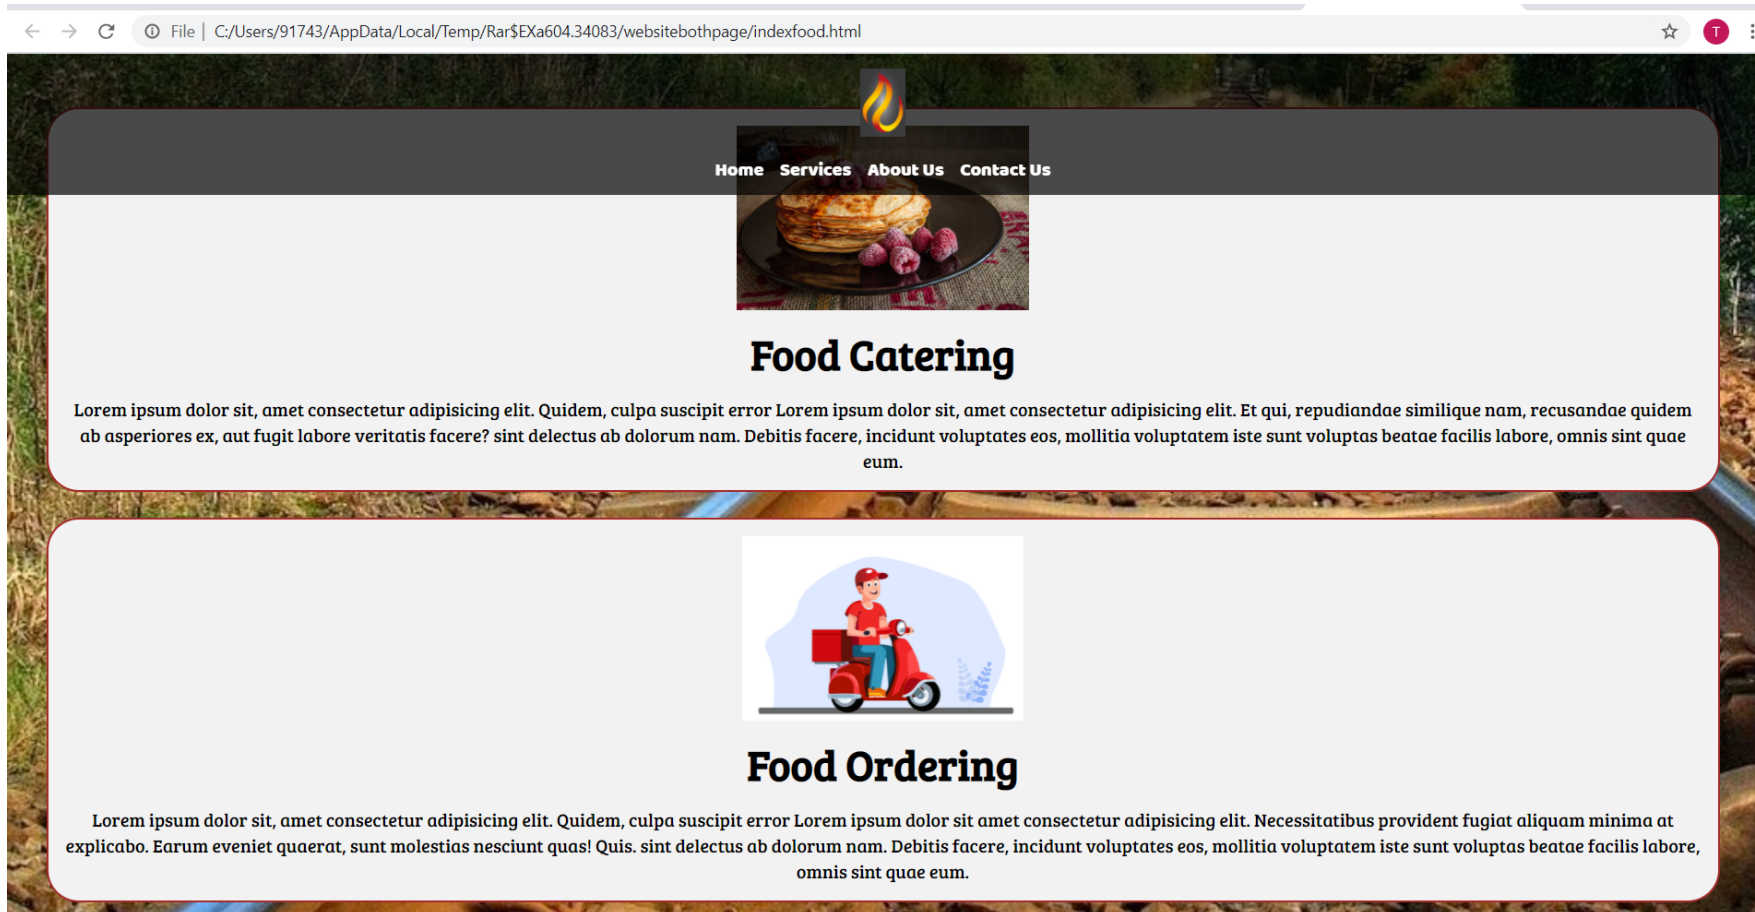 File | C:/Users/91743/AppData/Local/Temp/Rar$EXa604.34083/websitebothpage/indexfood.html
T
Home Services About Us Contact Us
Food Catering
Lorem ipsum dolor sit, amet consectetur adipisicing elit. Quidem, culpa suscipit error Lorem ipsum dolor sit, amet consectetur adipisicing elit. Et qui, repudiandae similique nam, recusandae quidem
ab asperiores ex, aut fugit labore veritatis facere? sint delectus ab dolorum nam. Debitis facere, incidunt voluptates eos, mollitia voluptatem iste sunt voluptas beatae facilis labore, omnis sint quae
eum.
Food Ordering
Lorem ipsum dolor sit, amet consectetur adipisicing elit. Quidem, culpa suscipit error Lorem ipsum dolor sit amet consectetur adipisicing elit. Necessitatibus provident fugiat aliquam minima at
explicabo. Earum eveniet quaerat, sunt molestias nesciunt quas! Quis. sint delectus ab dolorum nam. Debitis facere, incidunt voluptates eos, mollitia voluptatem iste sunt voluptas beatae facilis labore,
omnis sint quae eum.